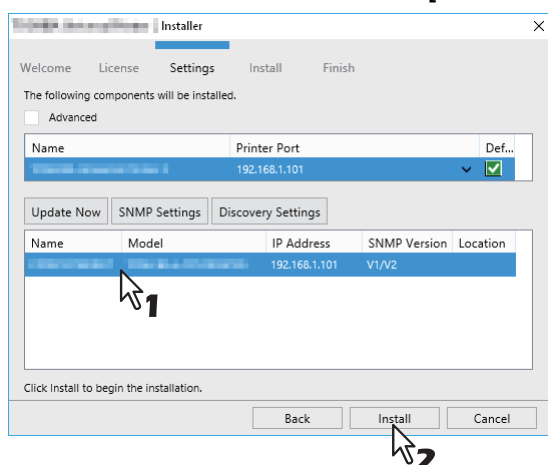 Installer
Welcome License Settings Install Finish
The following components will be installed.
Advanced
Name Printer Port Def...
192.168.1.101
Update Now SNMP Settings Discovery Settings
Name Model IP Address SNMP Version Location
192.168.1.101 V1/V2
1
Click Install to begin the installation.
Back Install Cancel
2